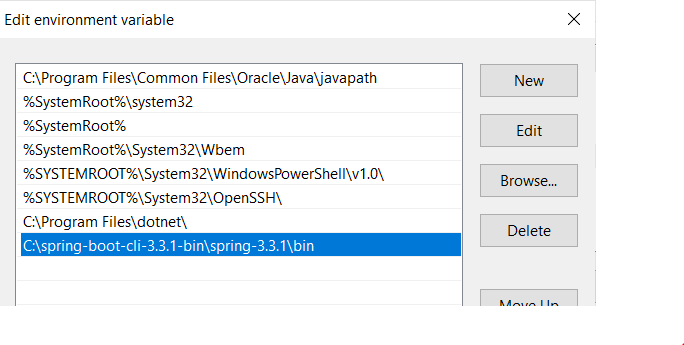 Edit environment variable
C:\Program Files\Common Files\Oracle\Java\javapath
New
%SystemRoot%\system32
%SystemRoot%
Edit
%SystemRoot%\System32\Wbem
%SYSTEMROOT%\System32\WindowsPowerShell\v1.0\
Browse...
%SYSTEMROOT%\System32\OpenSSH\
C:\Program Files\dotnet\
Delete
C:\spring-boot-cli-3.3.1-bin\spring-3.3.1\bin
Move Up